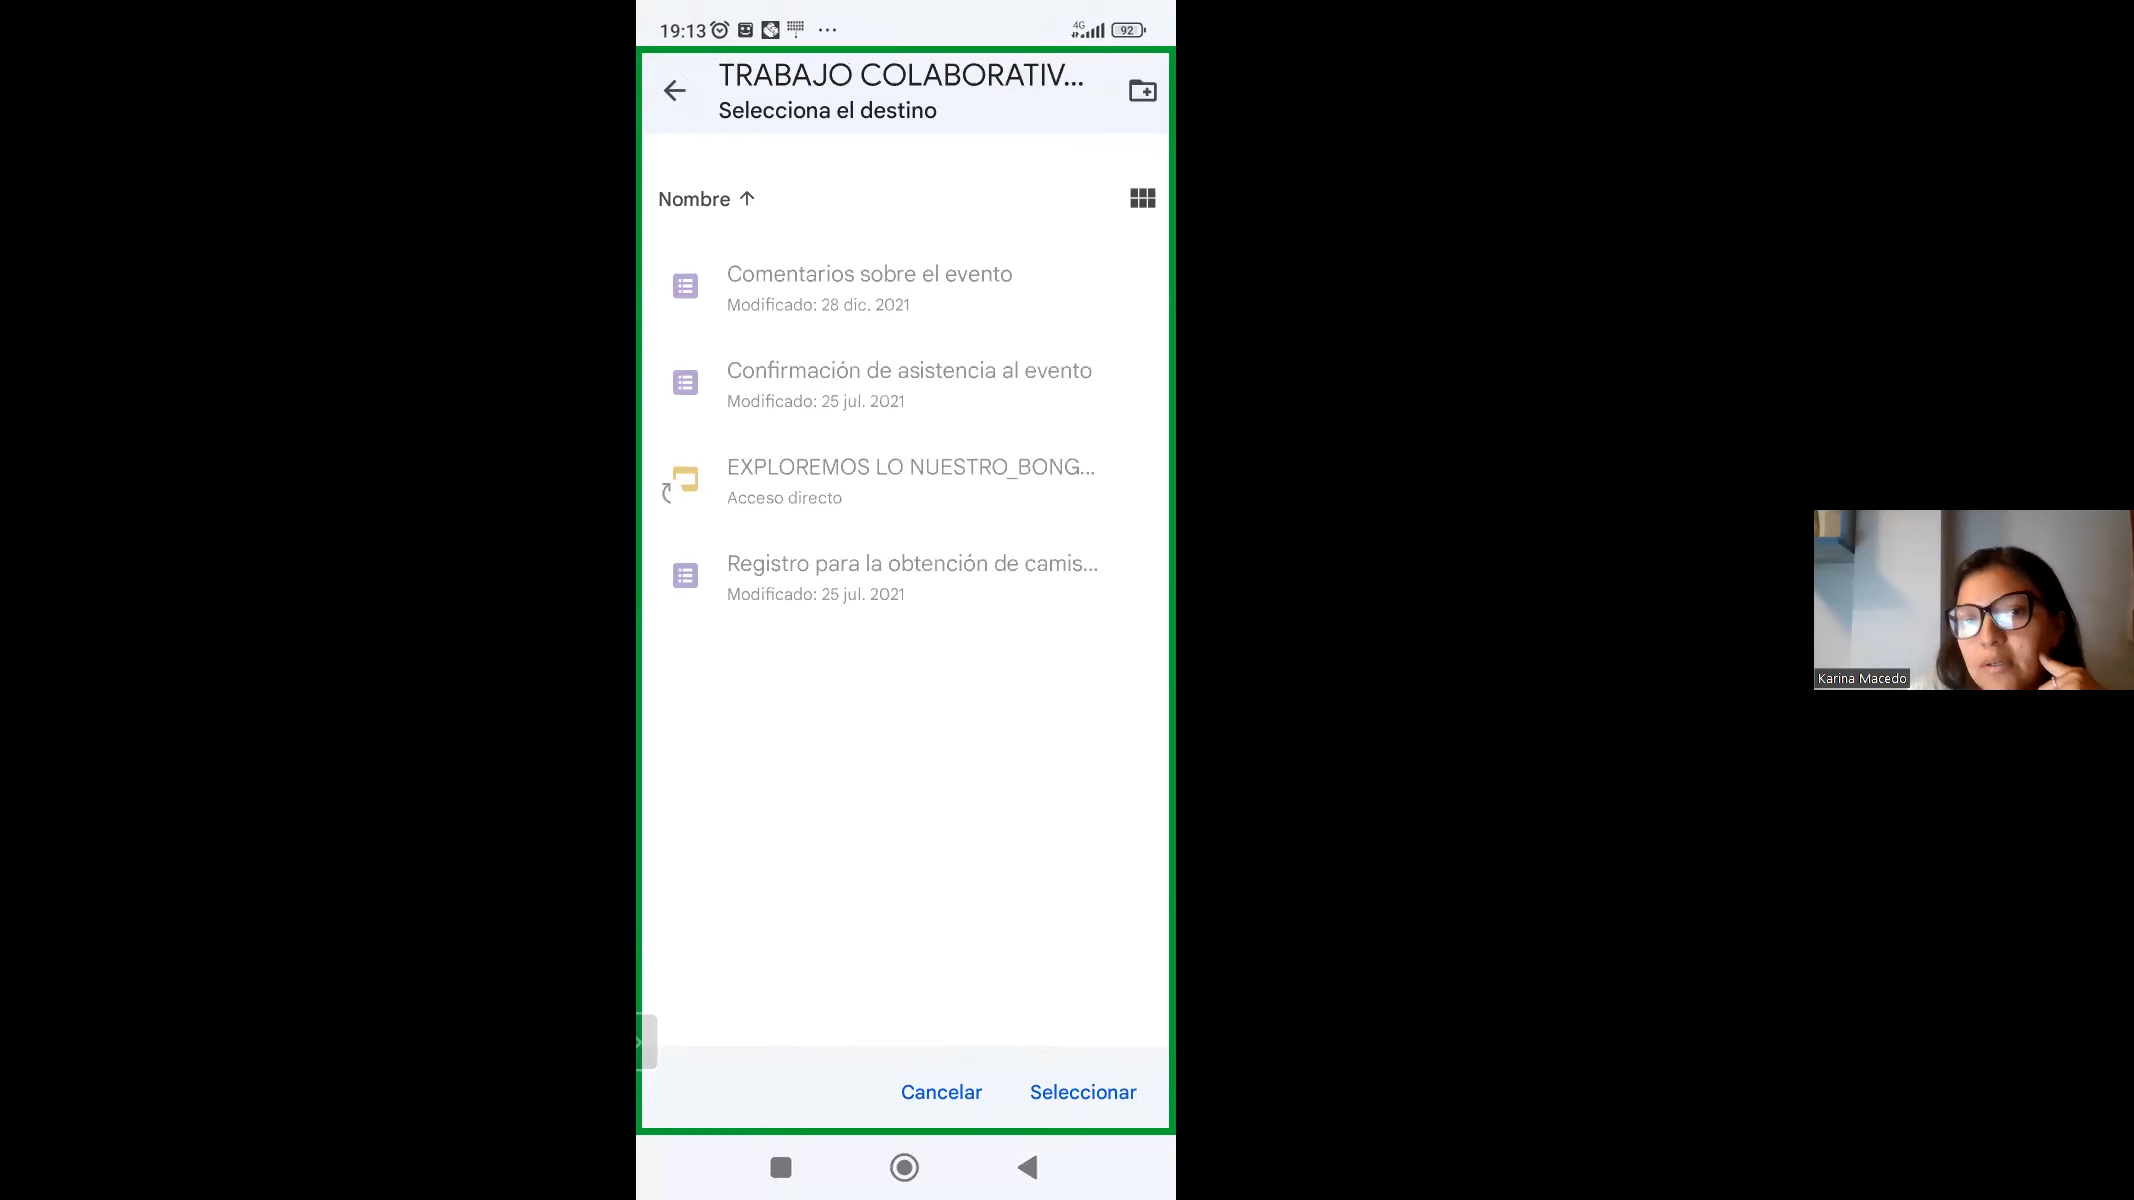 19:13
4G
92
TRABAJO COLABORATIV...
Selecciona el destino
Nombre
Comentarios sobre el evento
Modificado: 28 dic. 2021
Confirmación de asistencia al evento
Modificado: 25 jul. 2021
EXPLOREMOS LO NUESTRO_BONG...
Acceso directo
Registro para la obtención de camis...
Modificado: 25 jul. 2021
Karina Macedo
Cancelar
Seleccionar